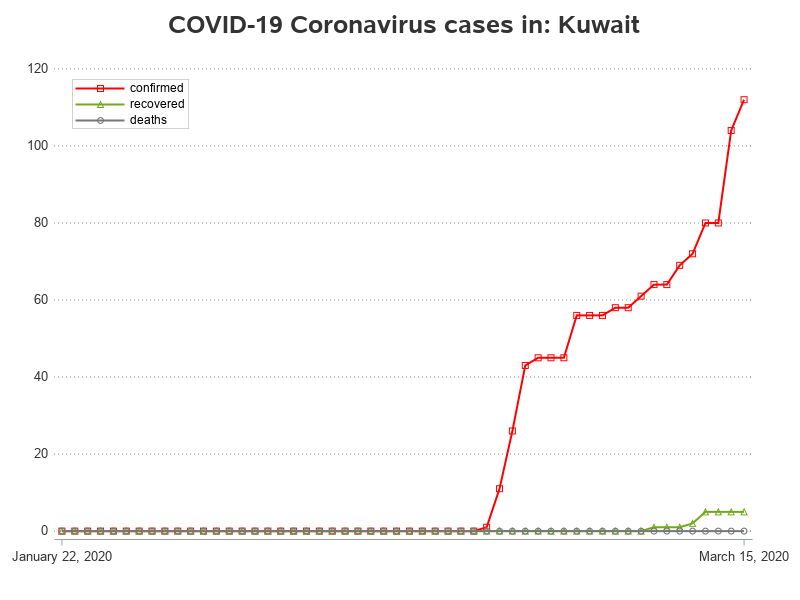 COVID-19 Coronavirus cases in: Kuwait
120
confirmed
recovered
deaths
100
80
60
40
20
0
January 22, 2020
March 15, 2020